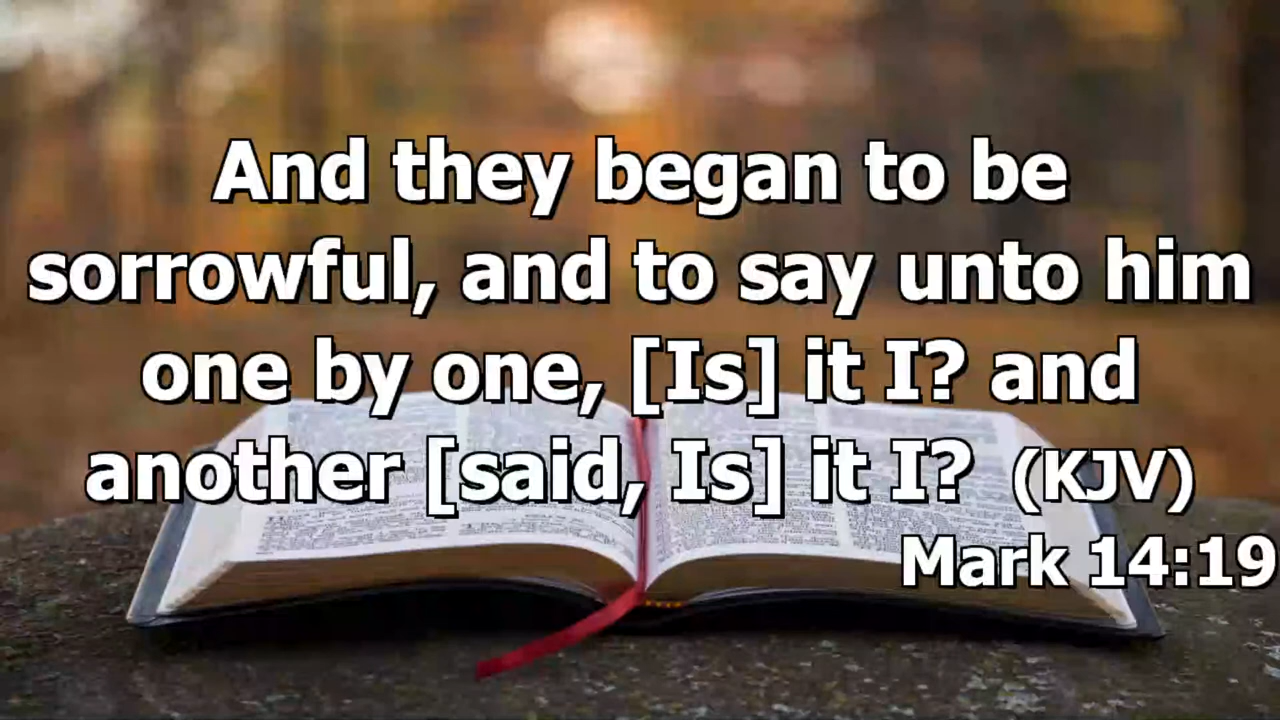 And they began to be
sorrowful, and to say unto him
one by one, [Is] it I? and
another [said, Is] it I? (KJV)
Mark 14:19